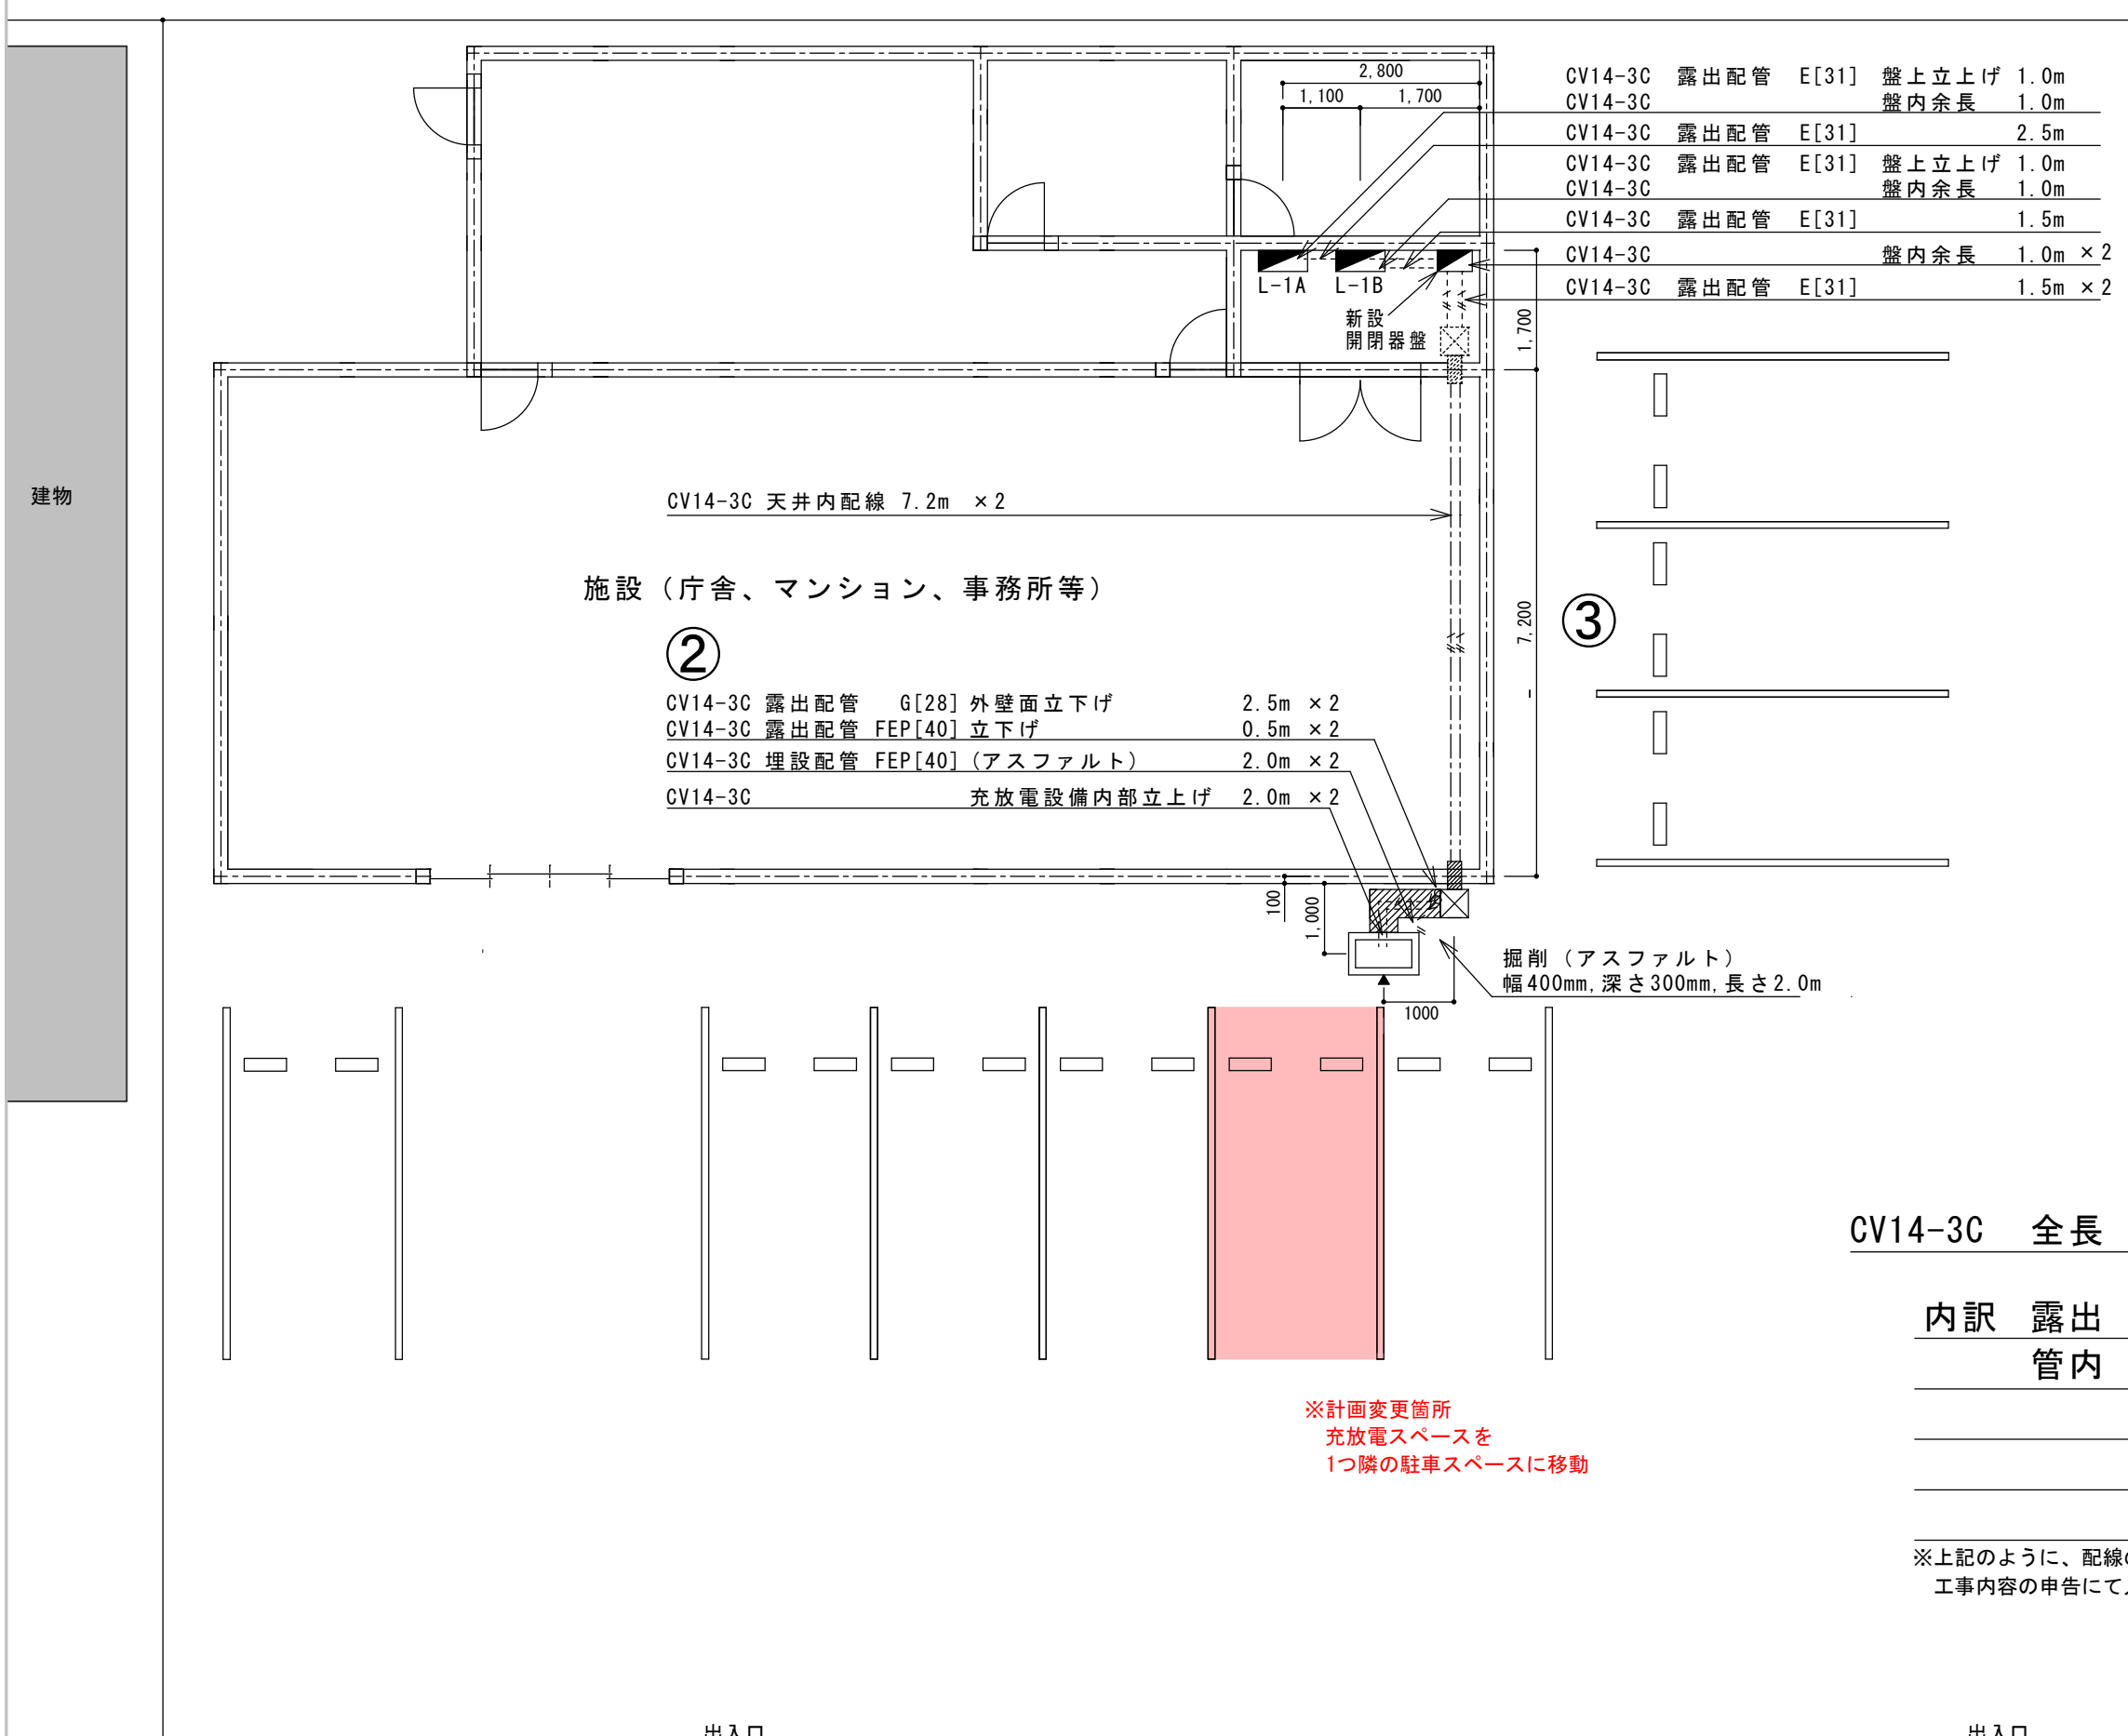 2,800
1,100
1,700
CV14-3C 露出配管 E[31] 盤上立上げ 1.0m
CV14-3C 盤内余長 1.0m
CV14-3C 露出配管 E[31] 2.5m
CV14-3C 露出配管 E[31] 盤上立上げ 1.0m
CV14-3C 盤内余長 1.0m
CV14-3C 露出配管 E[31] 1.5m
CV14-3C 盤内余長 1.0m ×2
CV14-3C 露出配管 E[31] 1.5m ×2
L-1A
L-1B
新設
開閉器盤
1,700
建物
CV14-3C 天井内配線 7.2m ×2
施設（庁舎、マンション、事務所等）
②
③
7,200
CV14-3C 露出配管 G[28] 外壁面立下げ 2.5m ×2
CV14-3C 露出配管 FEP[40] 立下げ 0.5m ×2
CV14-3C 埋設配管 FEP[40]（アスファルト） 2.0m ×2
CV14-3C 充放電設備内部立上げ 2.0m ×2
100
1,000
掘削（アスファルト）
幅400mm,深さ300mm,長さ2.0m
1000
CV14-3C 全長
内訳 露出
管内
※計画変更箇所
充放電スペースを
1つ隣の駐車スペースに移動
※上記のように、配線
工事内容の申告にて
出入口
出入口